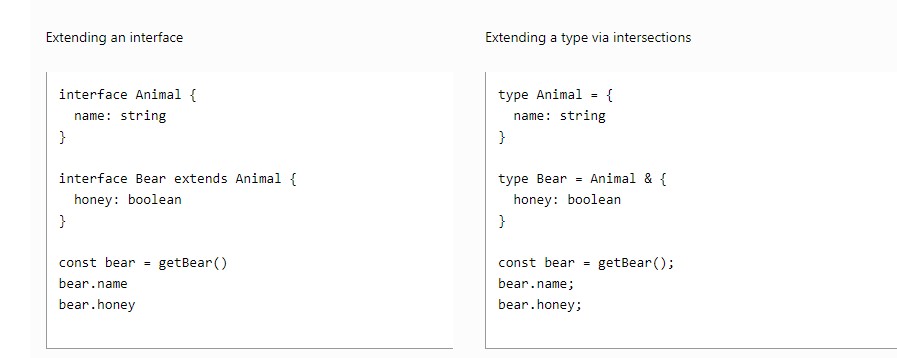 Extending an interface
interface Animal {
  name: string
}
interface Bear extends Animal {
  honey: boolean
}
const bear = getBear()
bear.name
bear.honey
Extending a type via intersections
type Animal = {
  name: string
}
type Bear = Animal & {
  honey: boolean
}
const bear = getBear();
bear.name;
bear.honey;